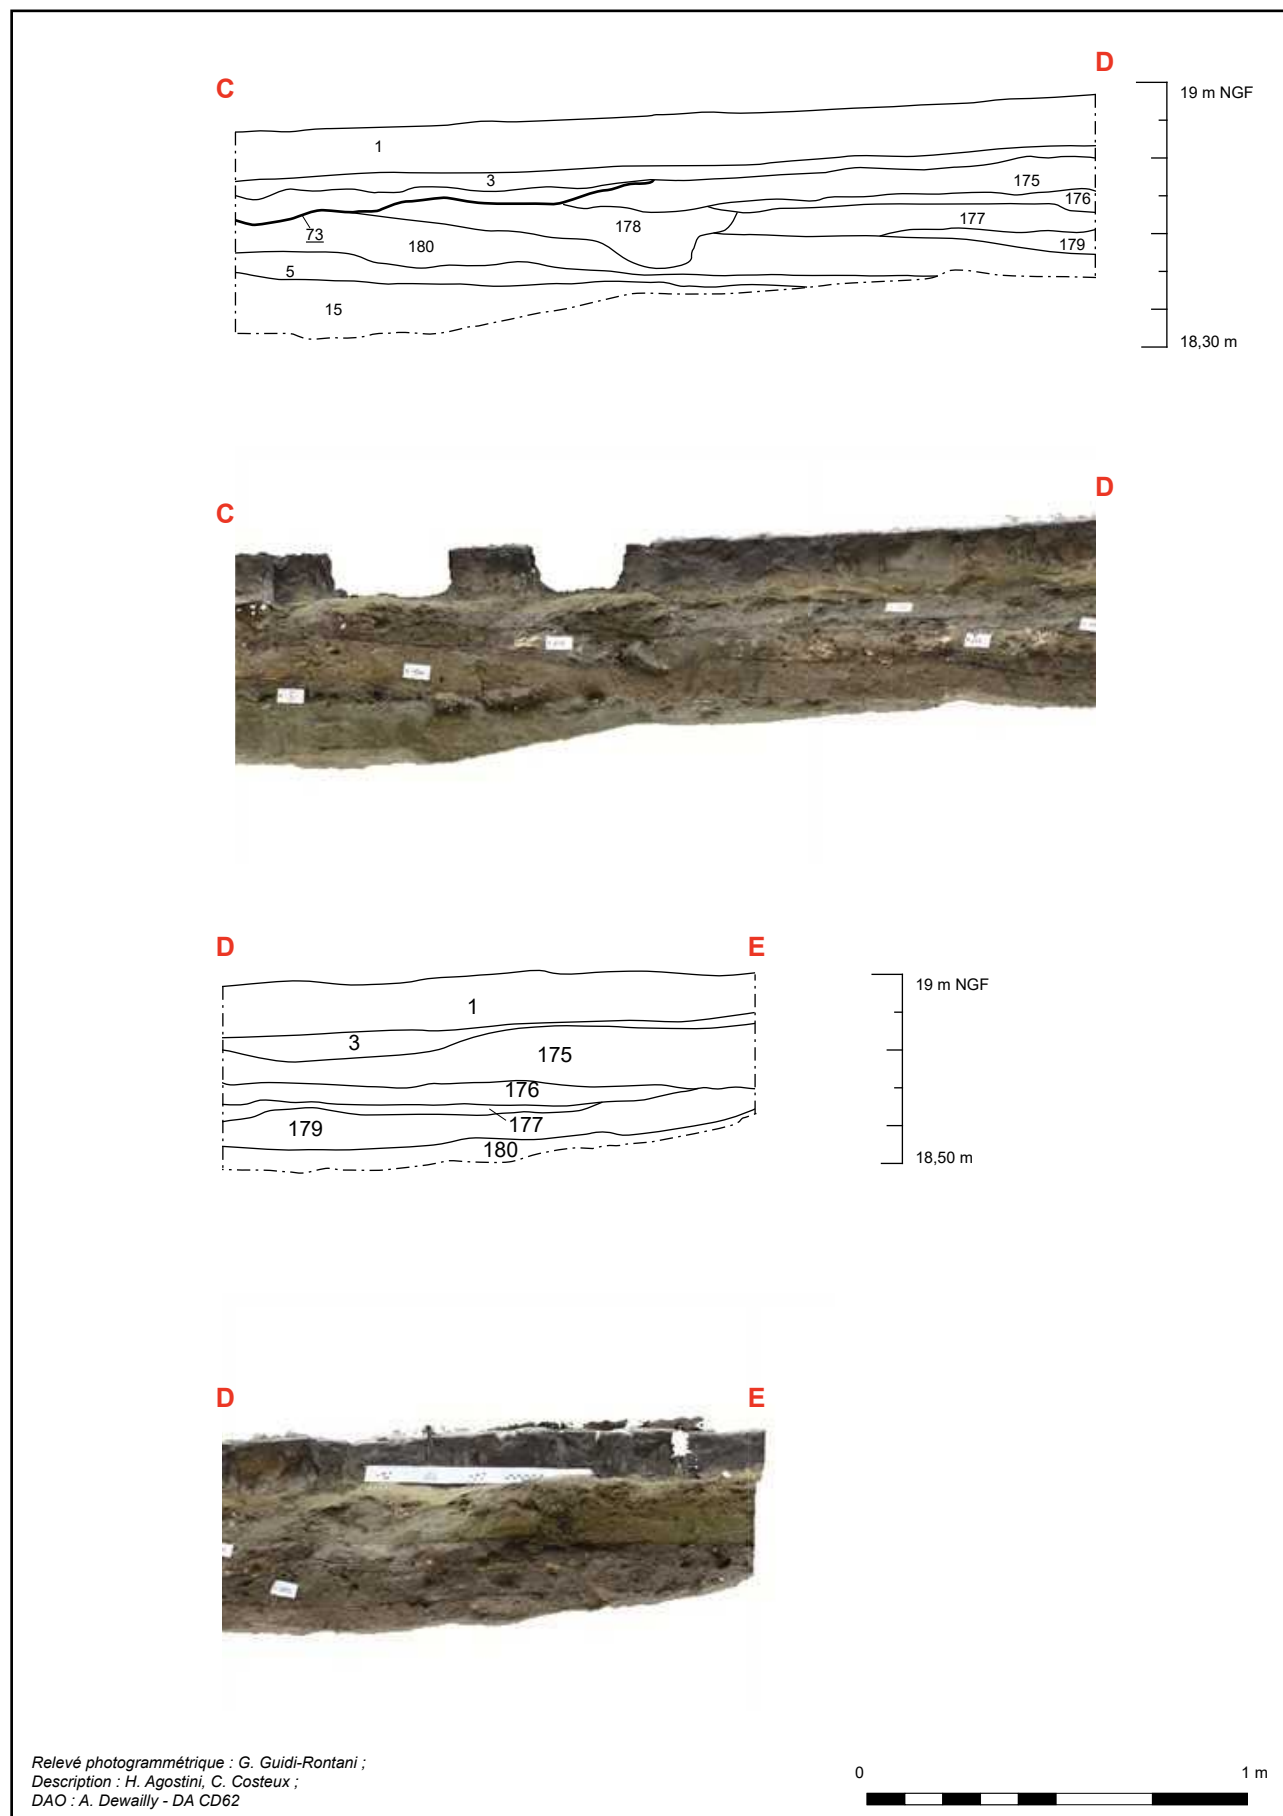 C
D
19 m NGF
1
3
175
176
73
178
177
180
179
5
15
18,30 m
C
D
D
E
19 m NGF
1
3
175
176
177
179
180
18,50 m
D
E
Relevé photogrammétrique : G. Guidi-Rontani ;
Description : H. Agostini, C. Costeux ;
DAO : A. Dewailly - DA CD62
0
1 m